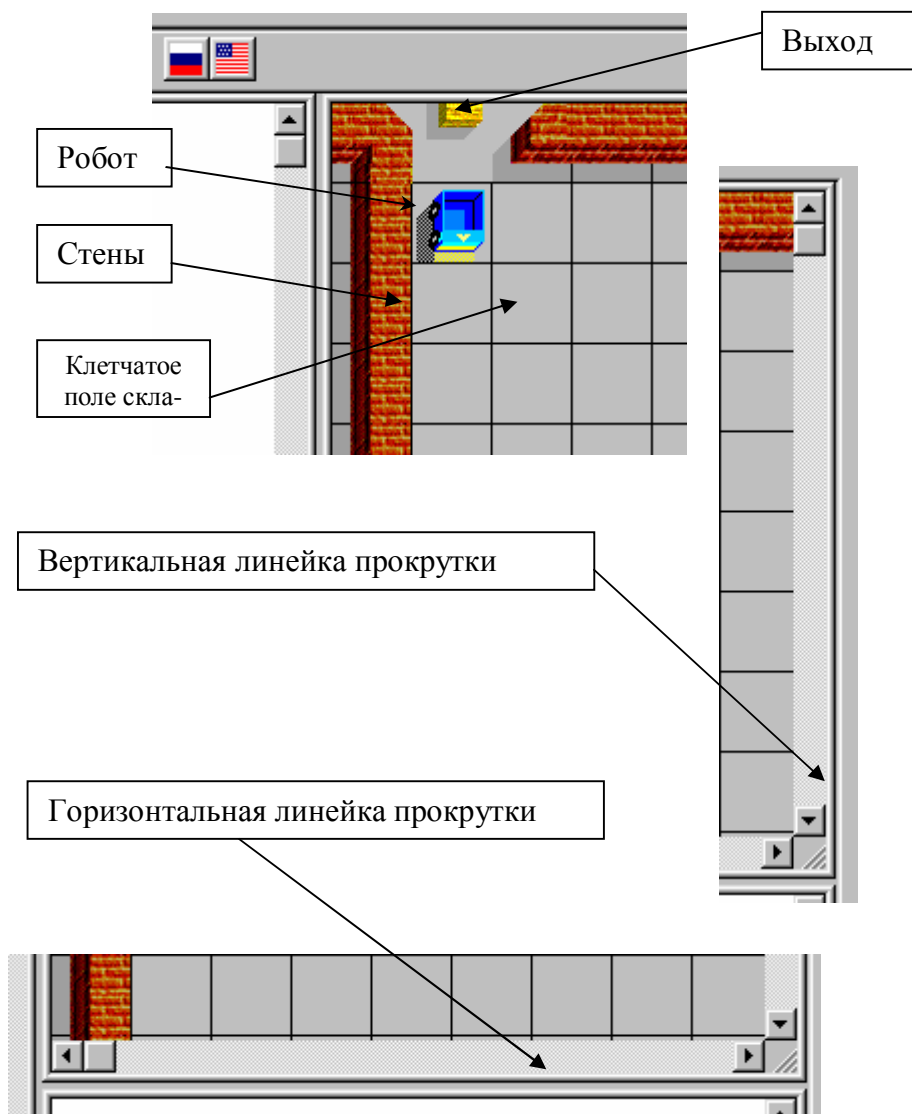 Выход
Робот
Стены
Клетчатое
поле скла-
Вертикальная линейка прокрутки
Горизонтальная линейка прокрутки